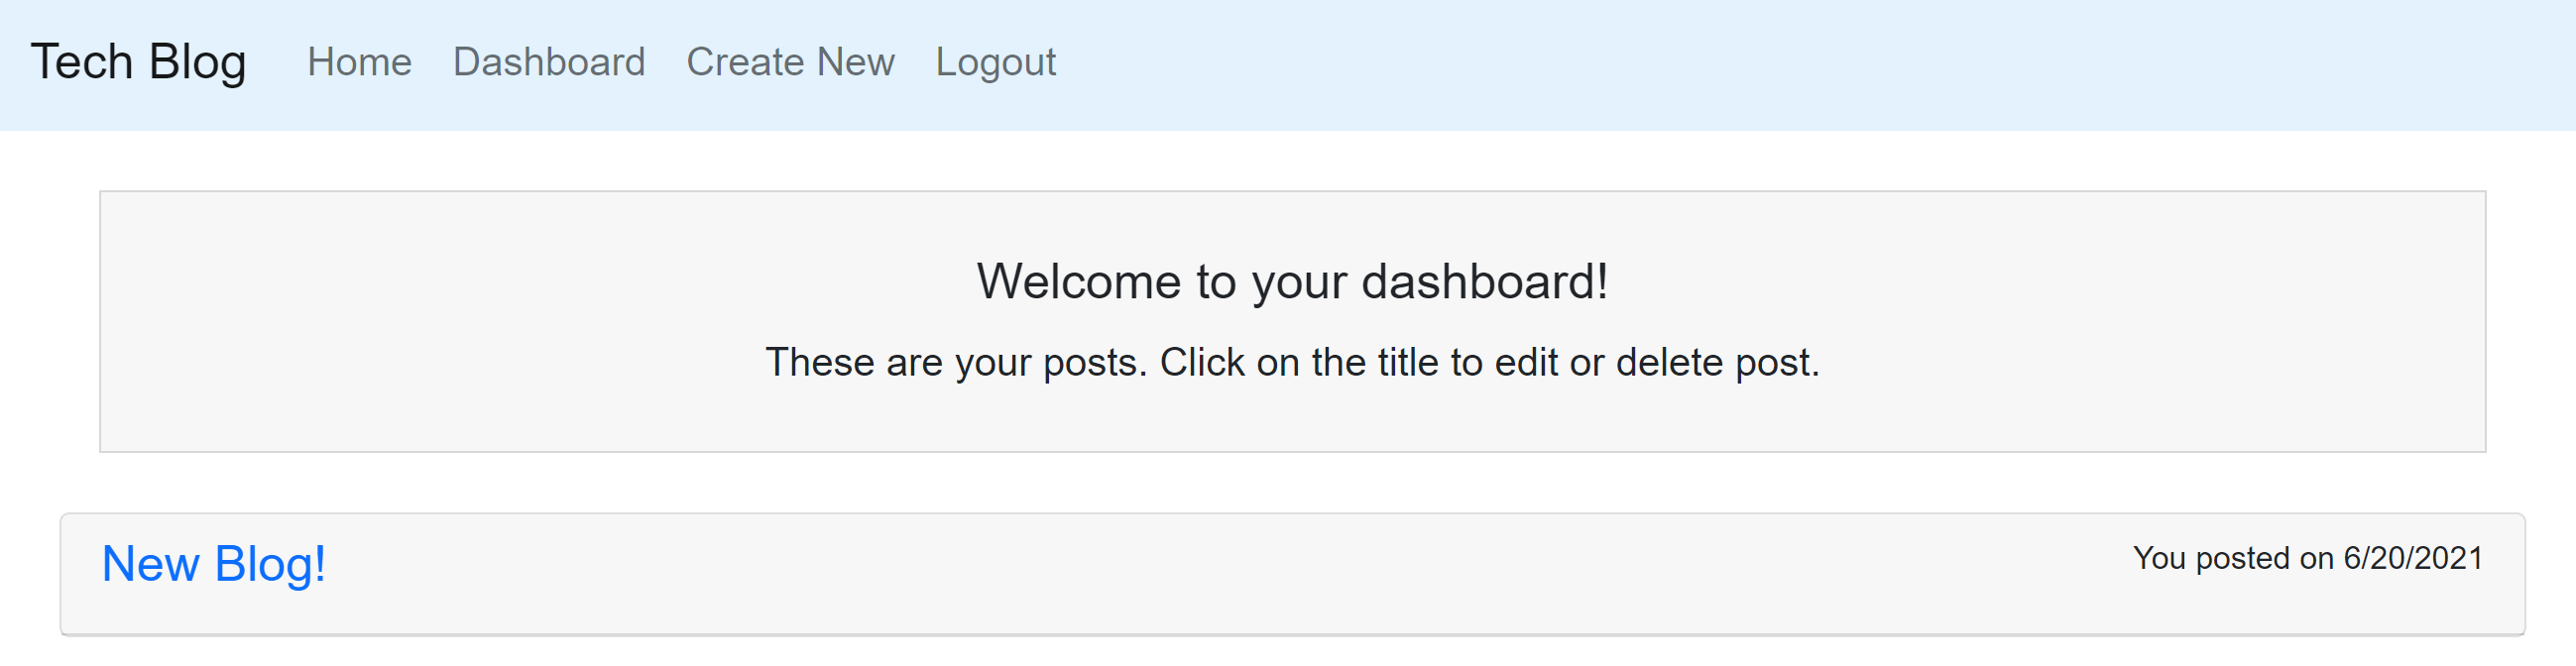 Tech Blog Home Dashboard Create New Logout
Welcome to your dashboard!
These are your posts. Click on the title to edit or delete post.
New Blog! You posted on 6/20/2021